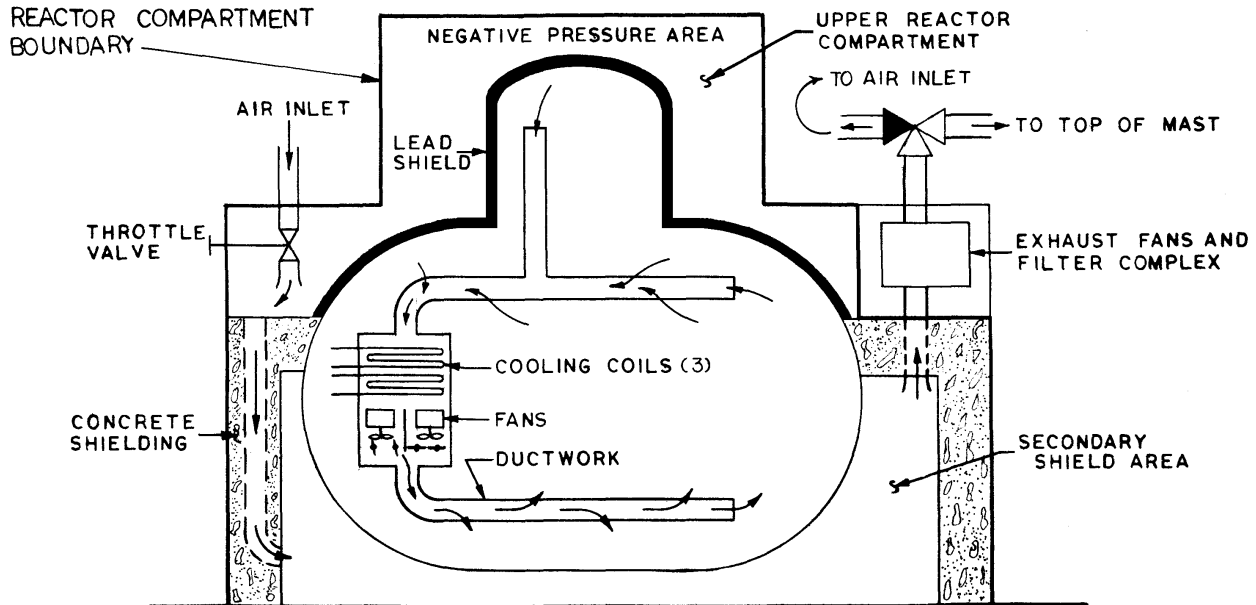 REACTOR COMPARTMENT
BOUNDARY
NEGATIVE PRESSURE AREA
UPPER REACTOR
COMPARTMENT
TO AIR INLET
AIR INLET
TO TOP OF MAST
LEAD
SHIELD
THROTTLE
VALVE
EXHAUST FANS AND
FILTER COMPLEX
COOLING COILS (3)
FANS
CONCRETE
SHIELDING
DUCTWORK
SECONDARY
SHIELD AREA